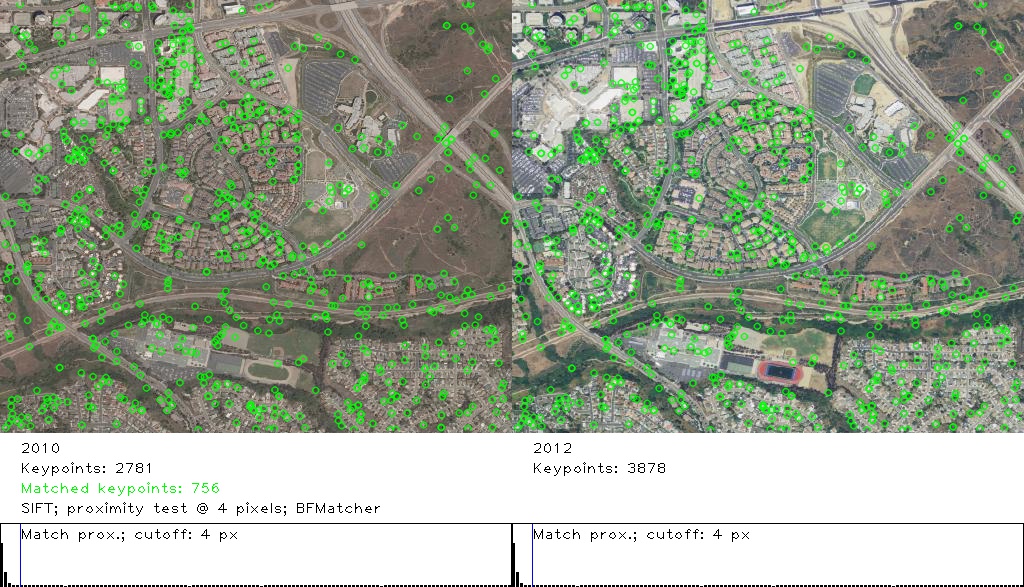 2010
Keypoints: 2781
Matched keypoints: 756
SIFT; proximity test @ 4 pixels; BFMatcher
2012
Keypoints: 3878
Match prox.; cutoff: 4 px
Match prox.; cutoff: 4 px